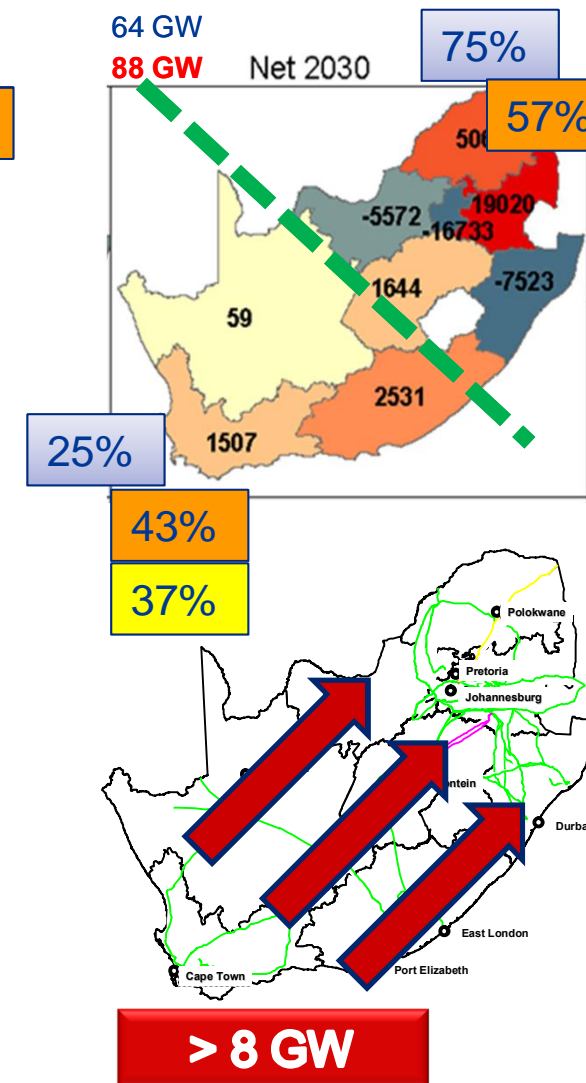 64 GW
88 GW
Net 2030
75%
57%
-5572
19020
-16733
1644
-7523
59
2531
1507
25%
43%
37%
Polokwane
Pretoria
Johannesburg
East London
Port Elizabeth
Cape Town
> 8 GW